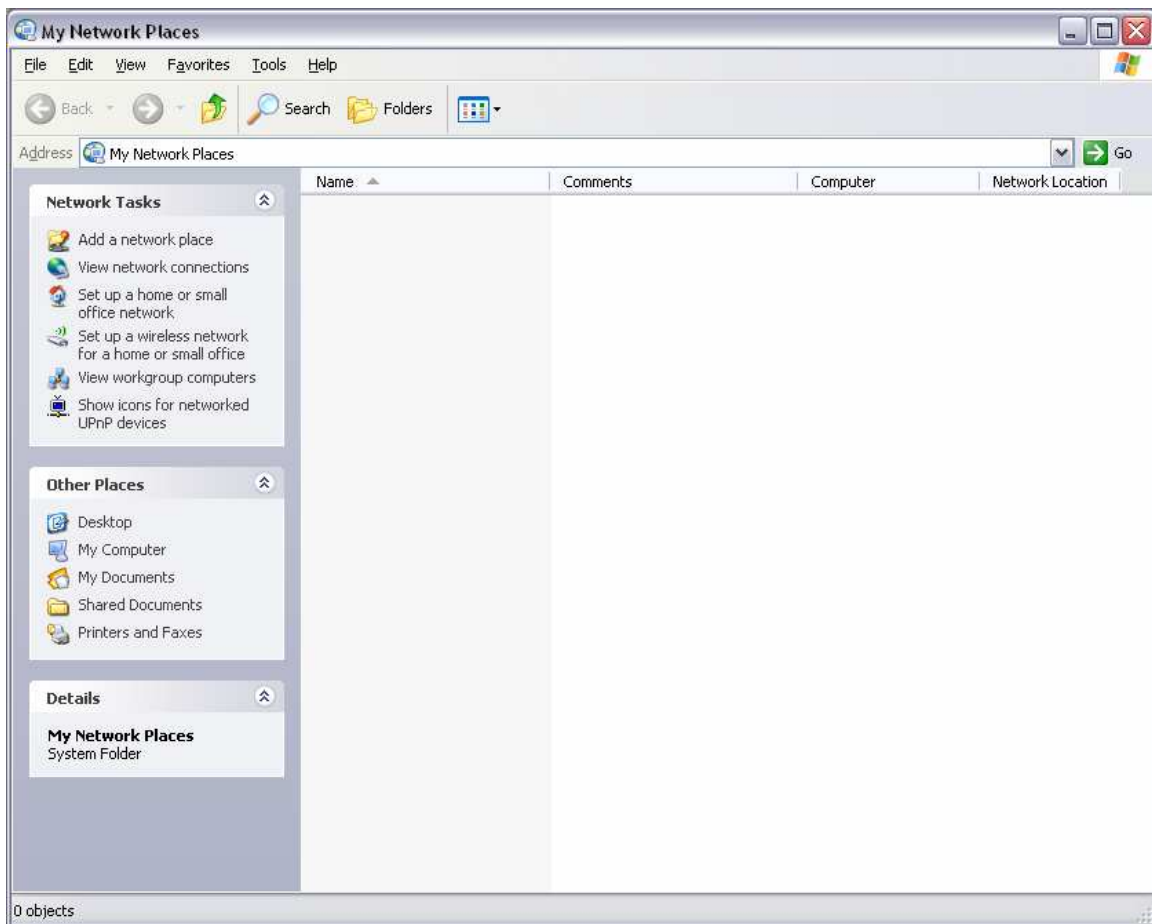 My Network Places
File Edit View Favorites Tools Help
Back Search Folders
Address My Network Places Go
Name Comments Computer Network Location
Network Tasks
Add a network place
View network connections
Set up a home or small
office network
Set up a wireless network
for a home or small office
View workgroup computers
Show icons for networked
UPnP devices
Other Places
Desktop
My Computer
My Documents
Shared Documents
Printers and Faxes
Details
My Network Places
System Folder
0 objects